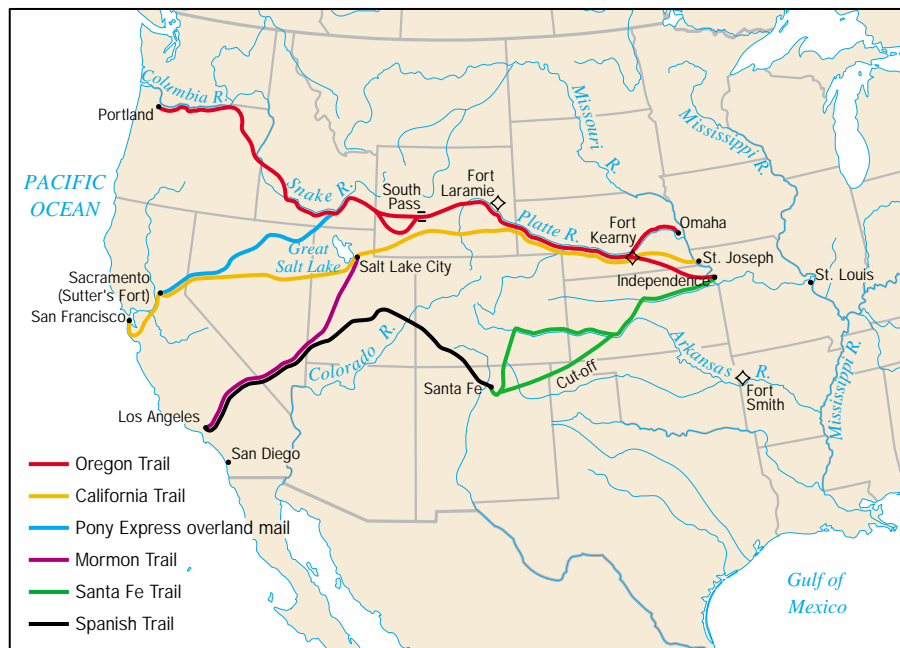 Columbia R.
Portland
Missouri
R.
Mississippi R.
PACIFIC
OCEAN
Snake R.
South
Pass
Fort
Laramie
Platte R.
Fort
Kearny
Omaha
Great
Salt Lake
Salt Lake City
St. Joseph
Independence
St. Louis
Sacramento
(Sutter's Fort)
San Francisco
Colorado R.
Arkansas R.
Mississippi R.
Cut-off
Santa Fe
Fort
Smith
Los Angeles
San Diego
Oregon Trail
California Trail
Pony Express overland mail
Mormon Trail
Santa Fe Trail
Spanish Trail
Gulf of
Mexico